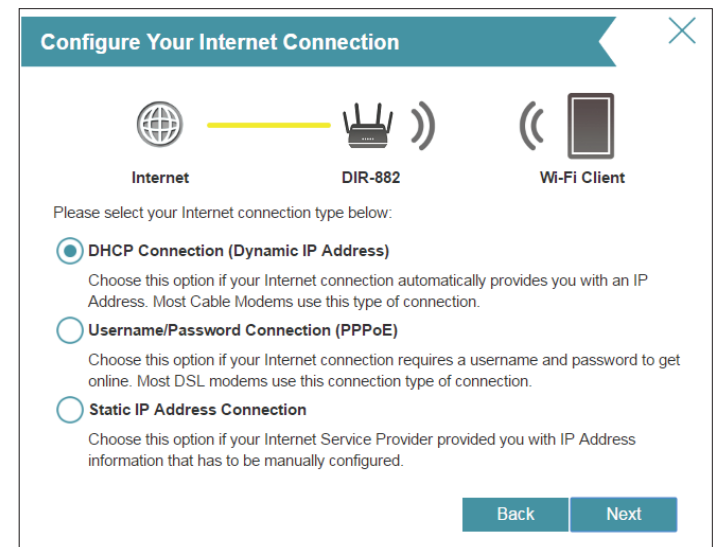 Configure Your Internet Connection
Internet
DIR-882
Wi-Fi Client
Please select your Internet connection type below:
DHCP Connection (Dynamic IP Address)
Choose this option if your Internet connection automatically provides you with an IP
Address. Most Cable Modems use this type of connection.
Username/Password Connection (PPPoE)
Choose this option if your Internet connection requires a username and password to get
online. Most DSL modems use this connection type of connection.
Static IP Address Connection
Choose this option if your Internet Service Provider provided you with IP Address
information that has to be manually configured.
Back
Next